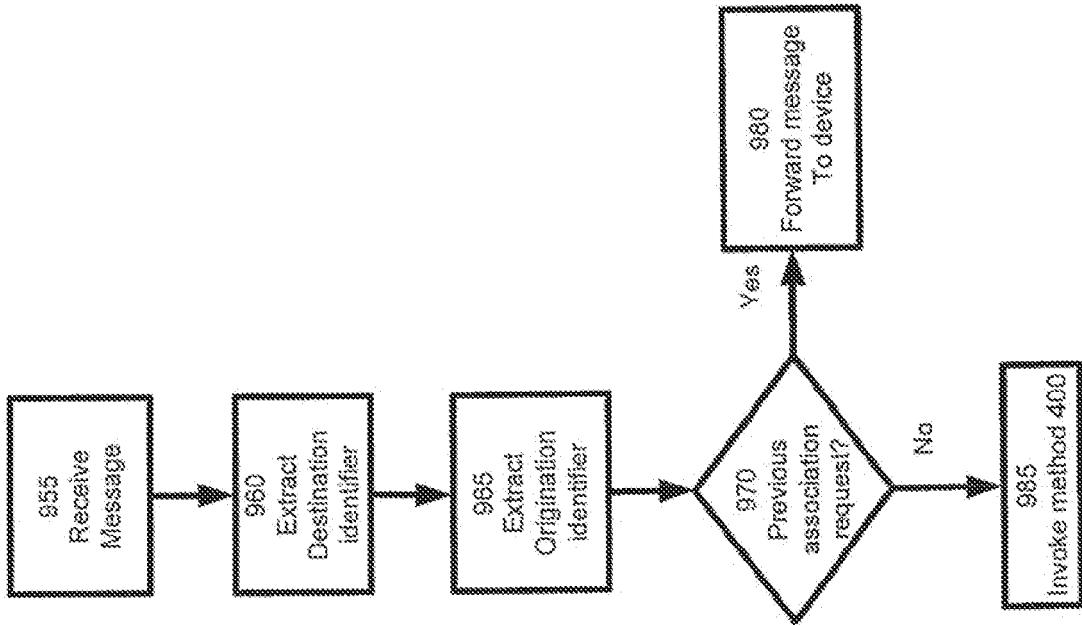 955
Receive
Message
960
Extract
Destination
identifier
965
Extract
Origination
identifier
970
Previous
association
request?
Yes
980
Forward message
To device
No
985
Invoke method 400